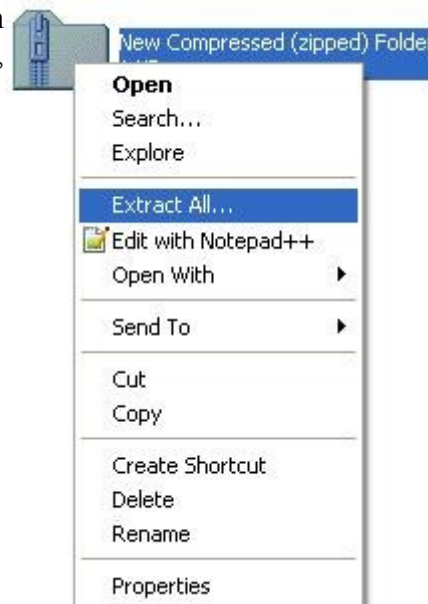 New Compressed (zipped) Folder
Open
Search...
Explore
Extract All...
Edit with Notepad++
Open With
Send To
Cut
Copy
Create Shortcut
Delete
Rename
Properties